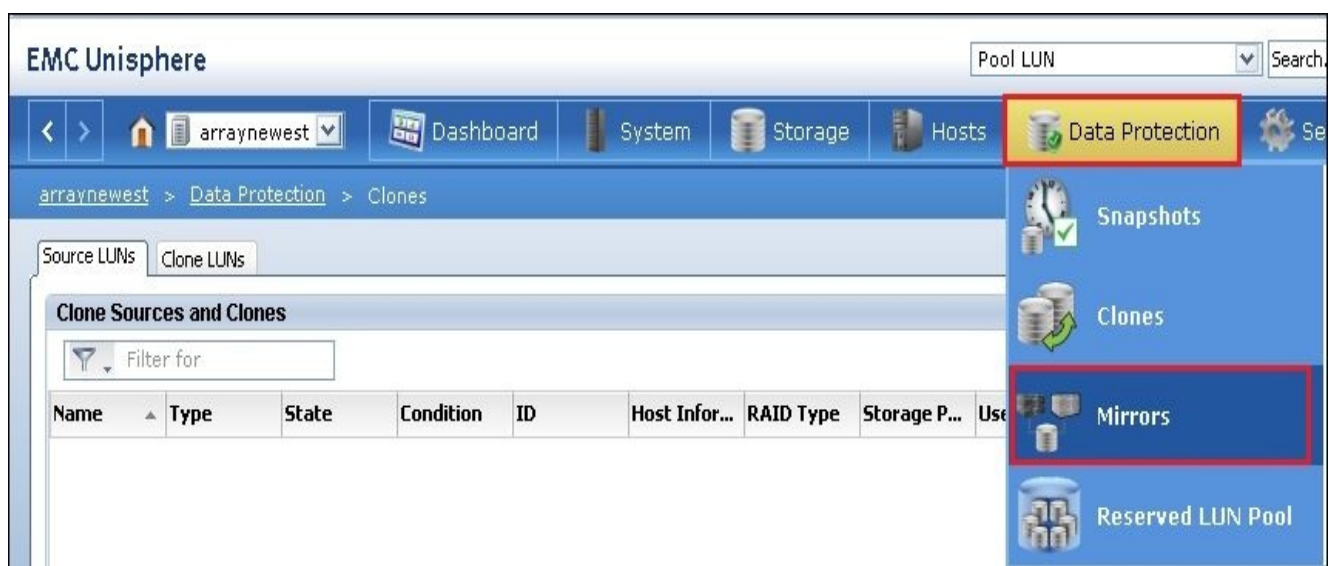 EMC Unisphere
Pool LUN
Search.
arraynewest
Dashboard
System
Storage
Hosts
Data Protection
Se
arraynewest > Data Protection > Clones
Snapshots
Source LUNs
Clone LUNs
Clone Sources and Clones
Clones
Filter for
Name Type State Condition ID Host Infor... RAID Type Storage P... Use
Mirrors
Reserved LUN Pool